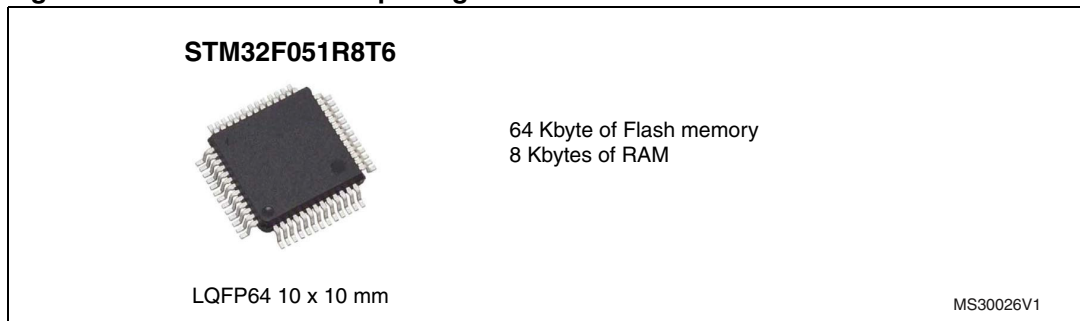 STM32F051R8T6
64 Kbyte of Flash memory
8 Kbytes of RAM
LQFP64 10 x 10 mm
MS30026V1